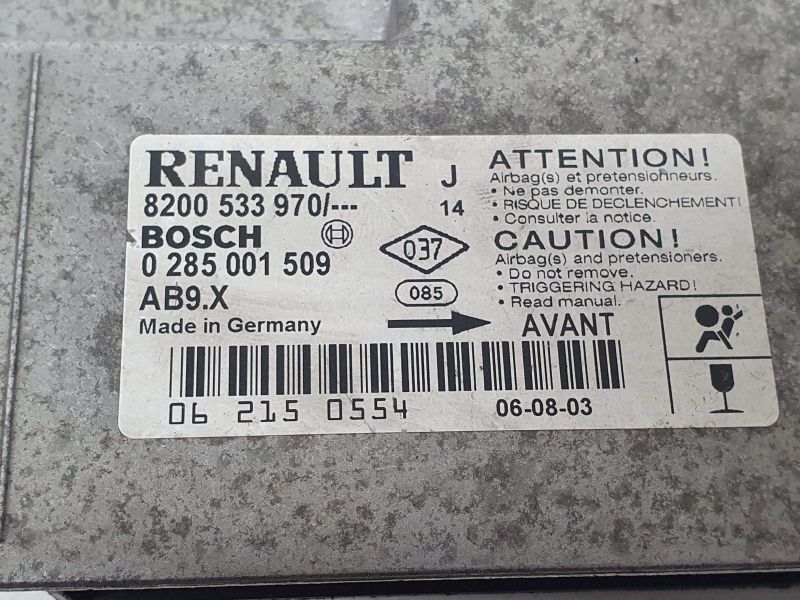 RENAULT J
8200 533 970/--- 14
BOSCH
0 285 001 509
AB9.X
Made in Germany
037
085
ATTENTION!
Airbag(s) et pretensionneurs.
• Ne pas demonter.
• RISQUE DE DECLENCHEMENT!
• Consulter la notice.
CAUTION!
Airbag(s) and pretensioners.
• Do not remove.
• TRIGGERING HAZARD!
• Read manual.
AVANT
06 215 0554
06-08-03